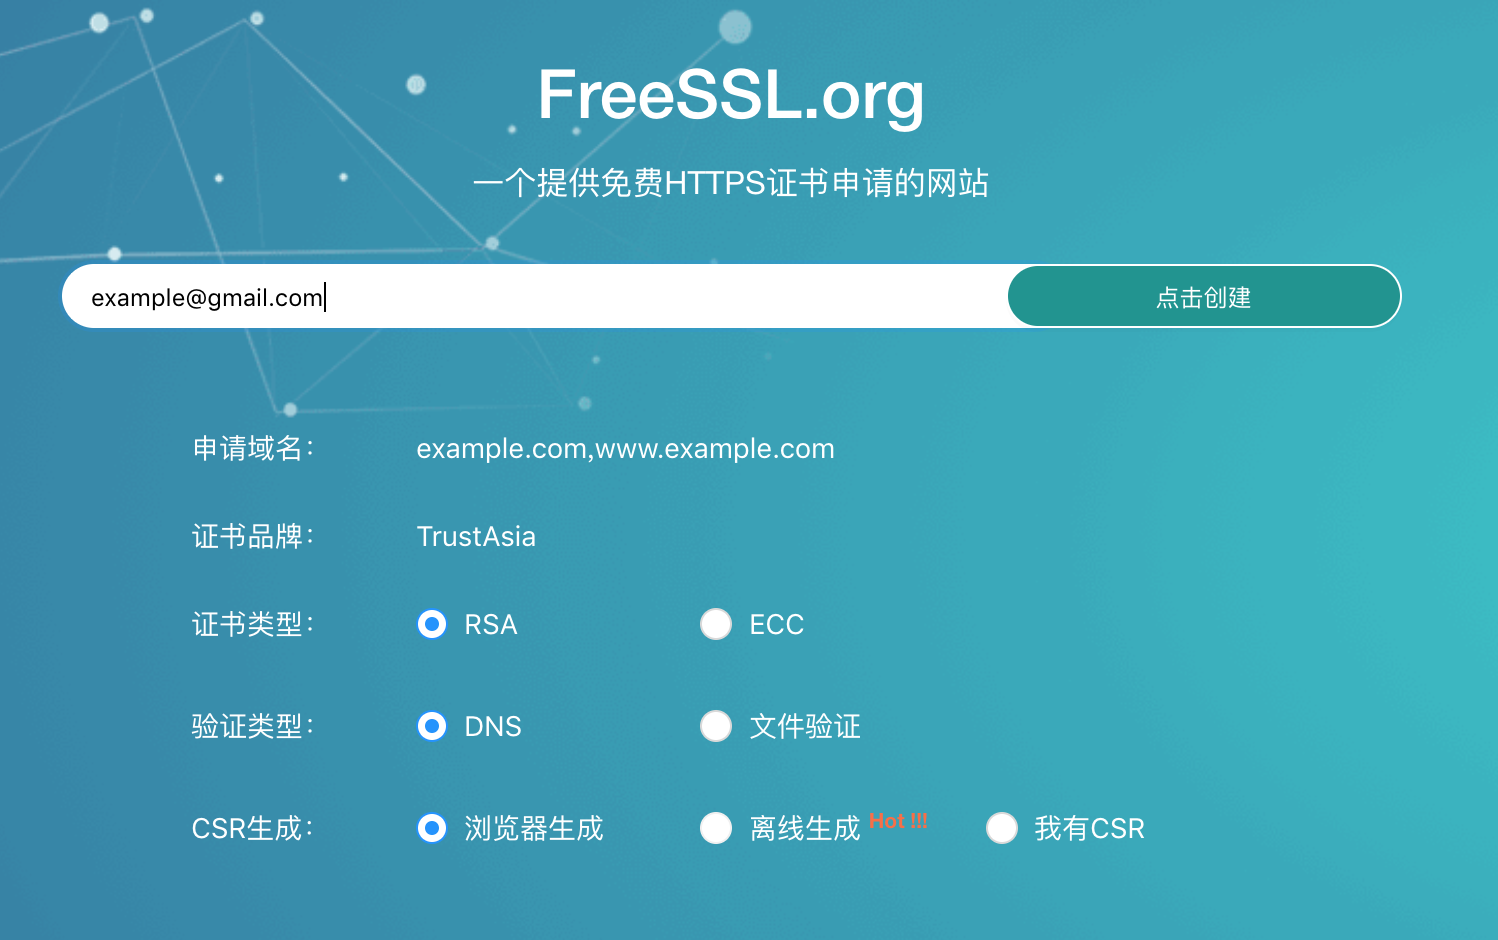 FreeSSL.org
一个提供免费HTTPS证书申请的网站
example@gmail.com 点击创建
申请域名： example.com,www.example.com
证书品牌： TrustAsia
证书类型： RSA ECC
验证类型： DNS 文件验证
CSR生成： 浏览器生成 离线生成 Hot !!! 我有CSR